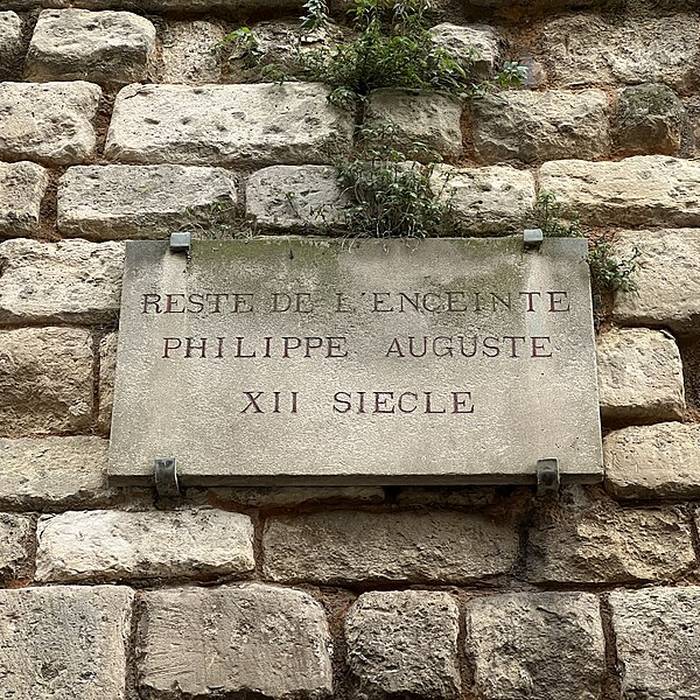 RESTE DE L'ENCEINTE
PHILIPPE AUGUSTE
XII SIECLE